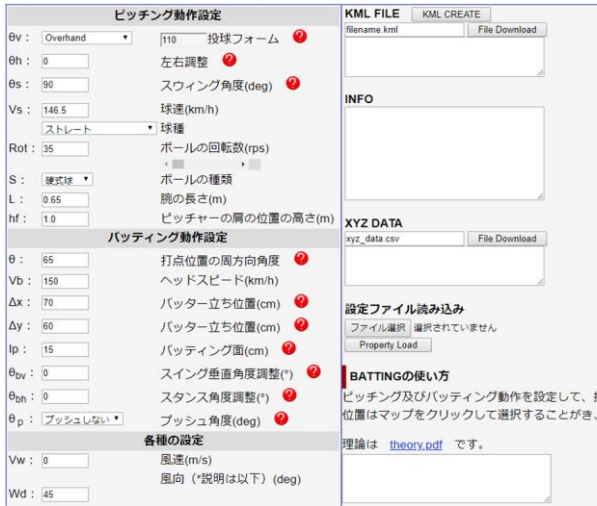 ピッチング動作設定
θv : Overhand 110 投球フォーム ?
θh : 0 左右調整 ?
θs : 90 スウィング角度(deg) ?
Vs : 146.5 球速(km/h)
ストレート 球種
Rot : 35 ボールの回転数(rps)
S : 硬式球 ボールの種類
L : 0.65 腕の長さ(m)
hf : 1.0 ピッチャーの肩の位置の高さ(m)
バッティング動作設定
θ : 65 打点位置の周方向角度 ?
Vb : 150 ヘッドスピード(km/h)
Δx : 70 バッター立ち位置(cm) ?
Δy : 60 バッター立ち位置(cm) ?
Ip : 15 バッティング面(cm) ?
θbv : 0 スイング垂直角度調整(°) ?
θbh : 0 スタンス角度調整(°) ?
θp : プッシュしない プッシュ角度(deg) ?
各種の設定
Vw : 0 風速(m/s)
風向（*説明は以下）(deg)
Wd : 45
KML FILE KML CREATE
filename.kml File Download
INFO
XYZ DATA
xyz_data.csv File Download
設定ファイル読み込み
ファイル選択 選択されていません
Property Load
BATTINGの使い方
ピッチング及びバッティング動作を設定して、
位置はマップをクリックして選択することがき、
理論は theory.pdf です。